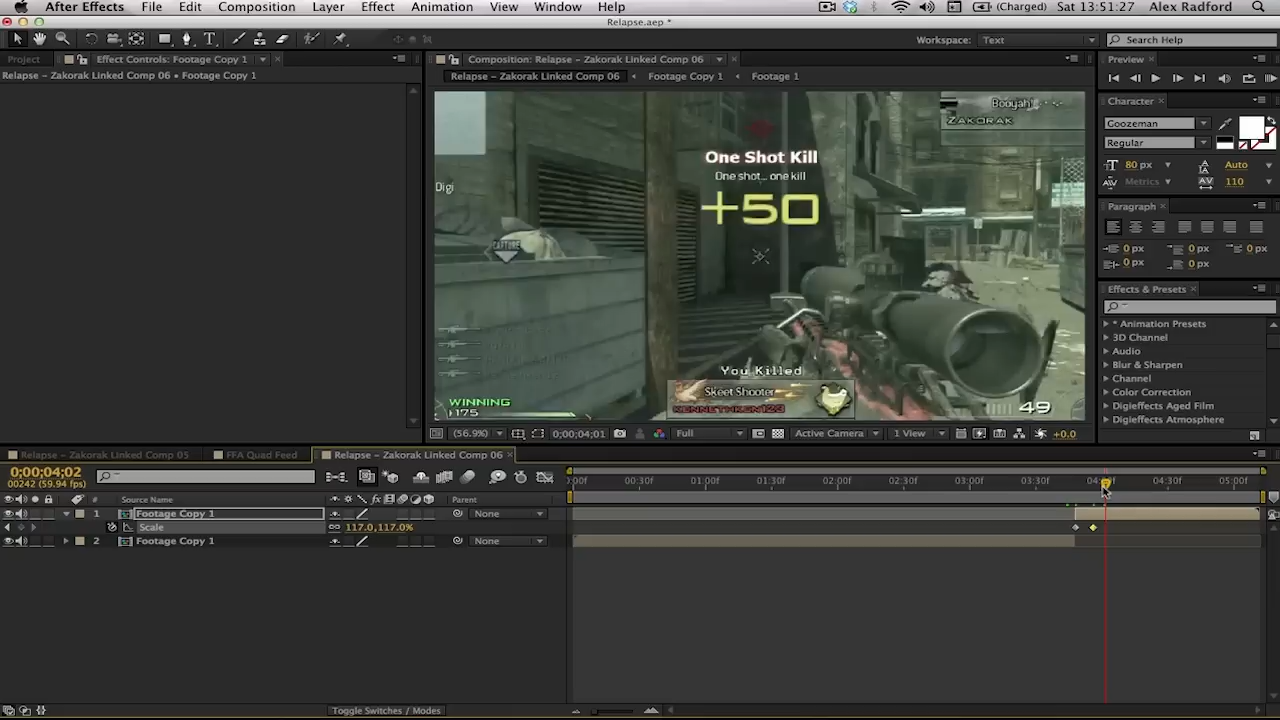 After Effects File Edit Composition Layer Effect Animation View Window Help (Charged) Sat 13:51:27 Alex Radford
Relapse.aep *
Workspace: Text Search Help
Project Effect Controls: Footage Copy 1 Composition: Relapse – Zakorak Linked Comp 06 Preview
Relapse – Zakorak Linked Comp 06 • Footage Copy 1 Relapse – Zakorak Linked Comp 06 Footage Copy 1 Footage 1
Character
Booyah!
ZAKORAK
Goozeman
Regular
One Shot Kill
One shot... one kill
+50
80 px Auto
Metrics 110
Digi
Paragraph
CAPTURE
0 px 0 px 0 px
0 px 0 px
Effects & Presets
* Animation Presets
3D Channel
Audio
Blur & Sharpen
Channel
Color Correction
Digieffects Aged Film
Digieffects Atmosphere
You Killed
Skeet Shooter
KENNETHKEN123
WINNING
175
49
(56.9%) 0;00;04;01 Full Active Camera 1 View +0.0
Relapse – Zakorak Linked Comp 05 FFA Quad Feed Relapse – Zakorak Linked Comp 06
0;00;04;02
00242 (59.94 fps)
:00f 00:30f 01:00f 01:30f 02:00f 02:30f 03:00f 03:30f 04:30f 05:00f
# Source Name Parent
1 Footage Copy 1 None
Scale 117.0,117.0%
2 Footage Copy 1 None
Toggle Switches / Modes